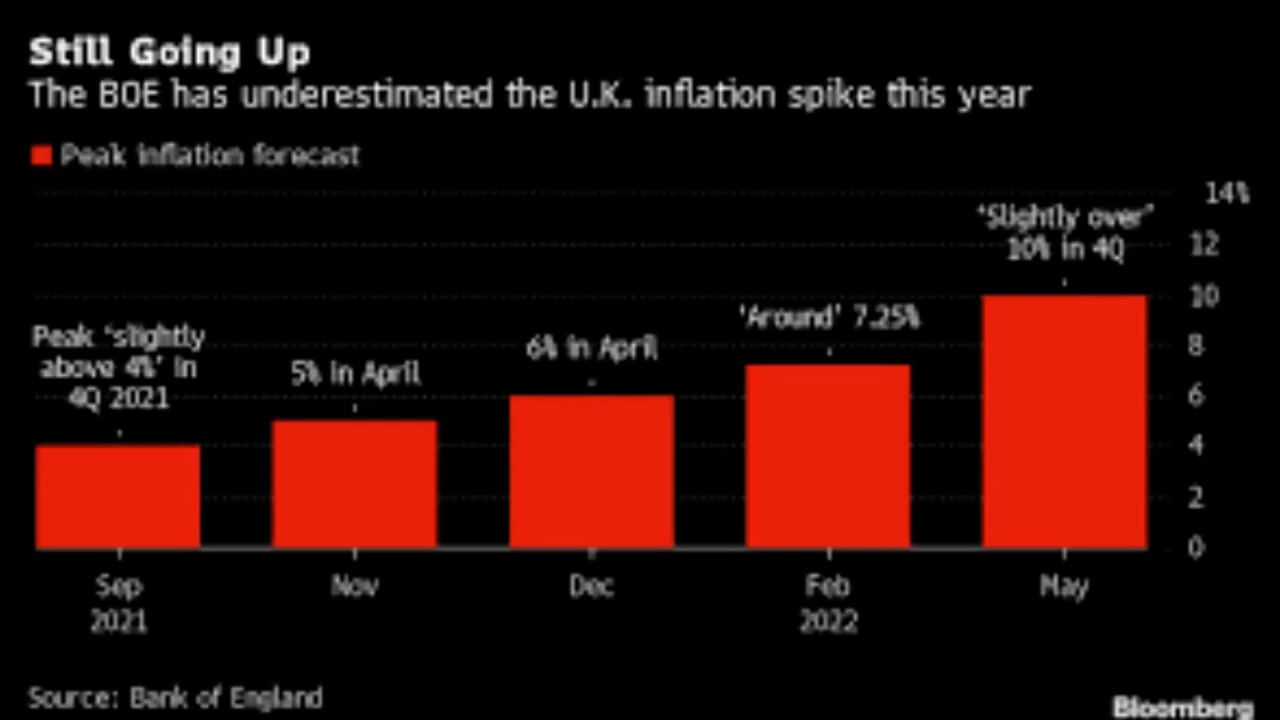 Still Going Up
The BOE has underestimated the U.K. inflation spike this year
Peak inflation forecast
14%
'Slightly over'
10% in 4Q
12
10
'Around' 7.25%
Peak 'slightly
above 4%' in
4Q 2021
8
6% in April
5% in April
6
4
2
0
Sep
2021
Nov
Dec
Feb
2022
May
Source: Bank of England
Bloomberg